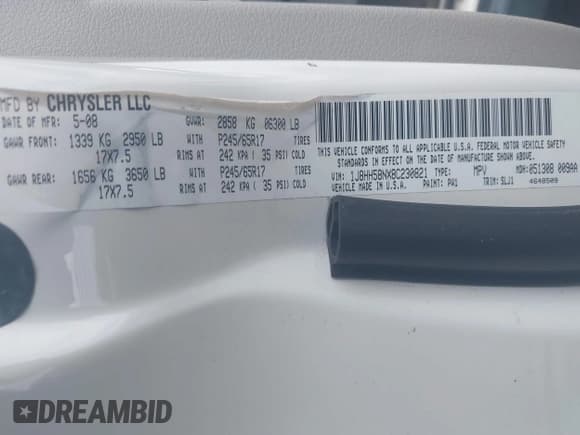 MFD BY CHRYSLER LLC
DATE OF MFR: 5-08 GVWR: 2858 KG 06300 LB
GAWR FRONT: 1339 KG 2950 LB WITH P245/65R17 TIRES
17X7.5 RIMS AT 242 KPA ( 35 PSI) COLD
GAWR REAR: 1656 KG 3650 LB WITH P245/65R17 TIRES
17X7.5 RIMS AT 242 KPA ( 35 PSI) COLD
THIS VEHICLE CONFORMS TO ALL APPLICABLE U.S.A. FEDERAL MOTOR VEHICLE SAFETY
STANDARDS IN EFFECT ON THE DATE OF MANUFACTURE SHOWN ABOVE.
VIN: 1J8HH58NX8C230821 TYPE: MPV MDH: 051308 009AA
VEHICLE MADE IN U.S.A. PAINT: PW1 TRIM: SLJ1 4648509
DREAMBID